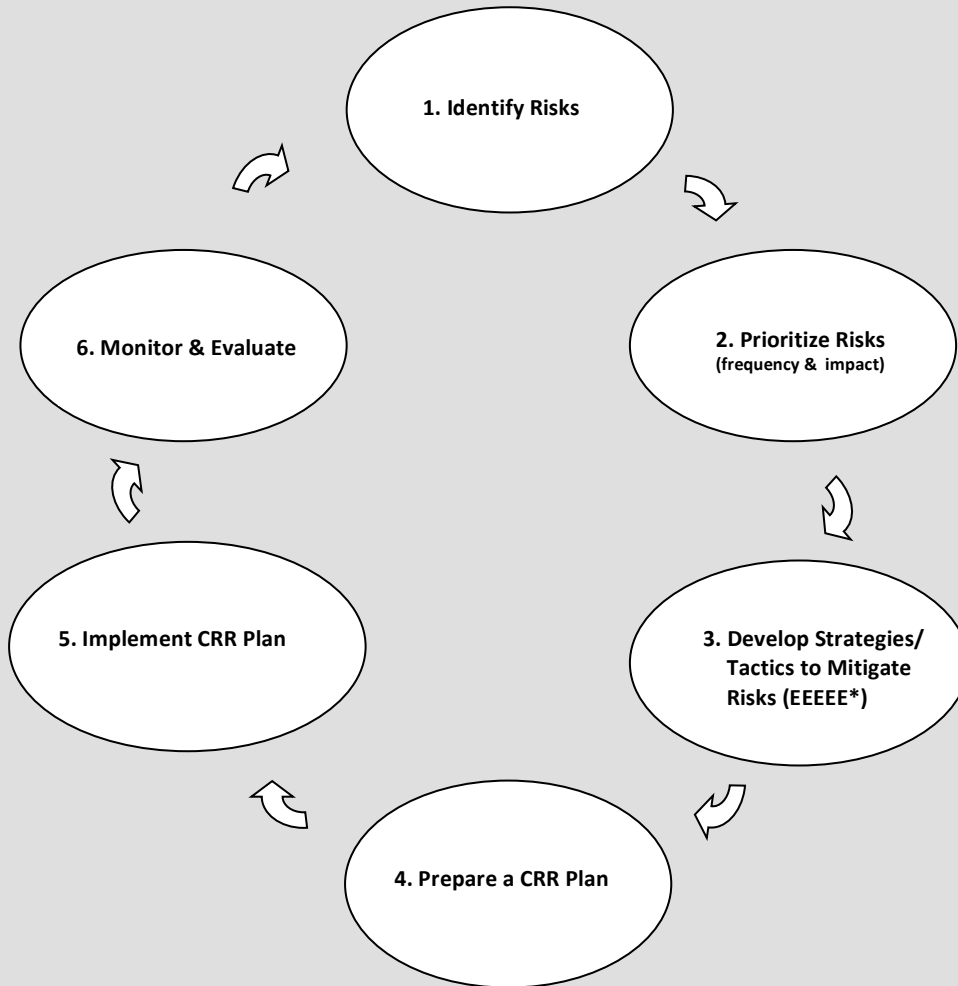 1. Identify Risks
2. Prioritize Risks
(frequency & impact)
3. Develop Strategies/
Tactics to Mitigate
Risks (EEEEE*)
4. Prepare a CRR Plan
5. Implement CRR Plan
6. Monitor & Evaluate